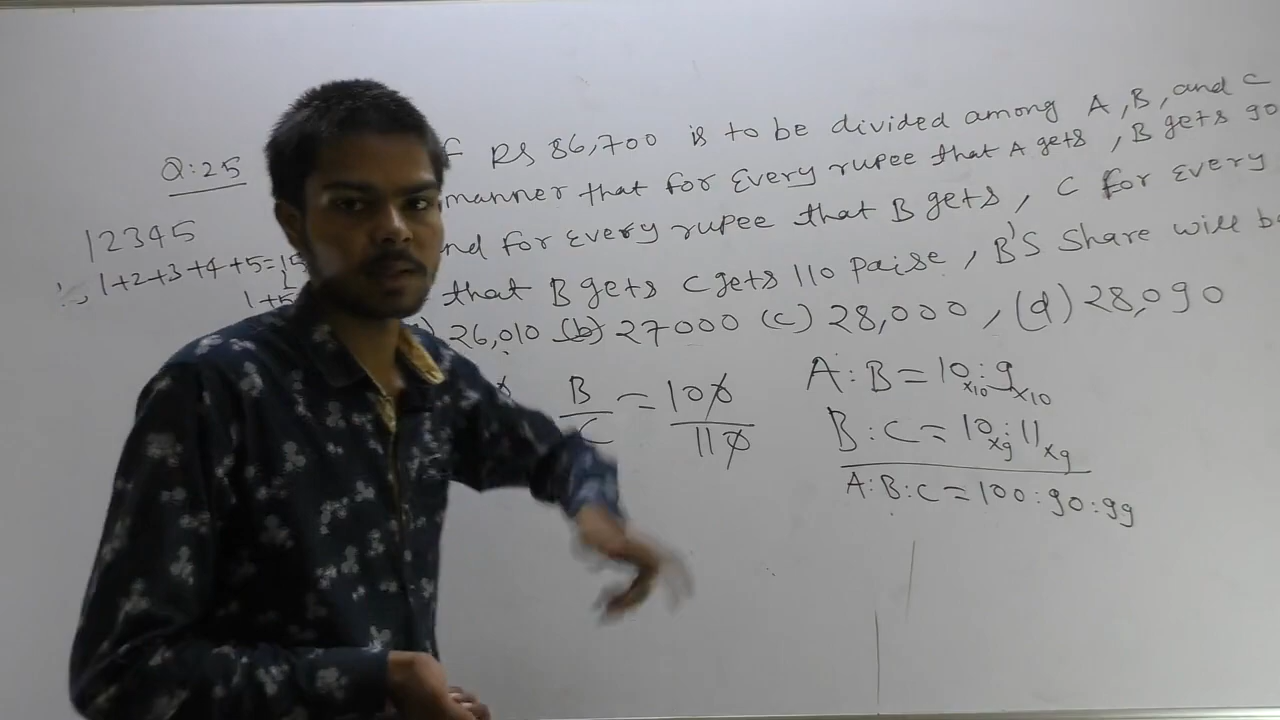 Q:25
F RS 86,700 is to be divided among A, B, and C
manner that for Every rupee that A gets, B gets 90
nd for every rupee that B gets, C for Every
that B gets C gets 110 Paise, B's Share will be
26,010 (b) 27000 (c) 28,000, (d) 28,090
12345
∴, 1+2+3+4+5=15
1+5
B/C = 100/110
A:B = 10:9
×10 ×10
B:C = 10:11
×9 ×9
A:B:C = 100:90:99